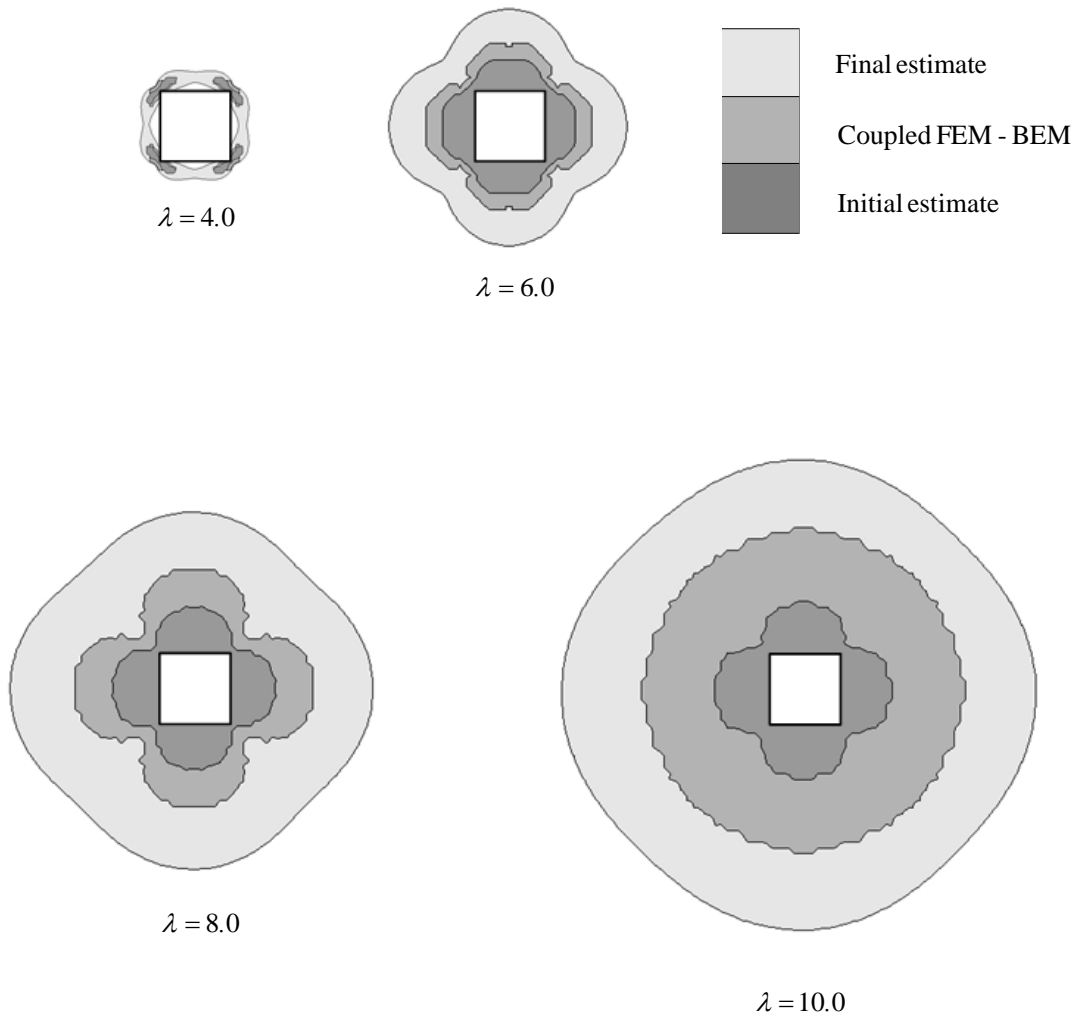 Final estimate
Coupled FEM - BEM
Initial estimate
λ = 4.0
λ = 6.0
λ = 8.0
λ = 10.0